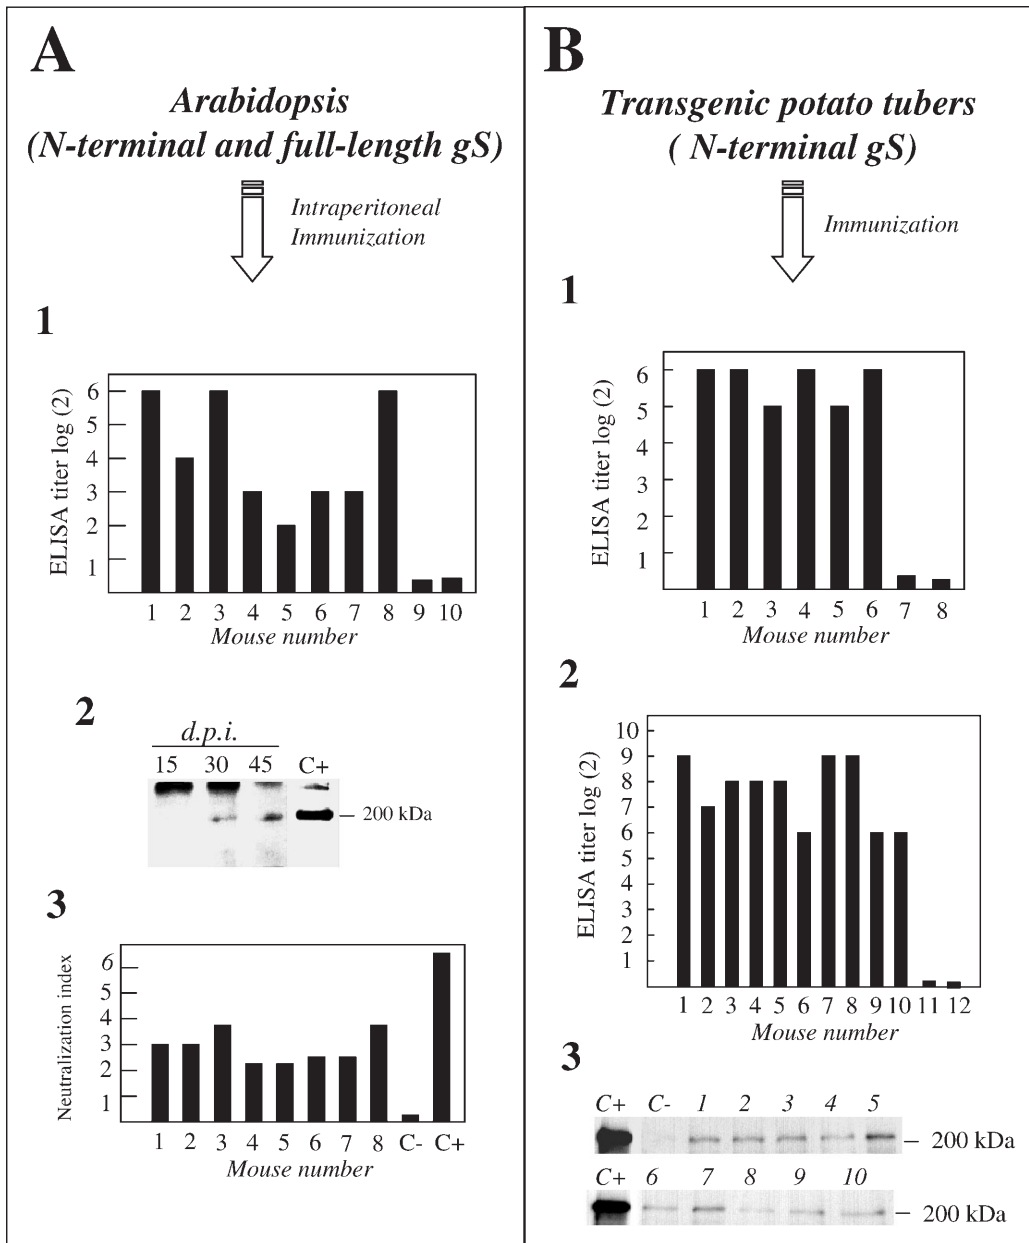 A
Arabidopsis
(N-terminal and full-length gS)
Intraperitoneal
Immunization
1
ELISA titer log (2)
6
5
4
3
2
1
1 2 3 4 5 6 7 8 9 10
Mouse number
2
d.p.i.
15 30 45 C+
200 kDa
3
Neutralization index
6
5
4
3
2
1
1 2 3 4 5 6 7 8 C- C+
Mouse number
B
Transgenic potato tubers
( N-terminal gS)
Immunization
1
ELISA titer log (2)
6
5
4
3
2
1
1 2 3 4 5 6 7 8
Mouse number
2
ELISA titer log (2)
10
9
8
7
6
5
4
3
2
1
1 2 3 4 5 6 7 8 9 10 11 12
Mouse number
3
C+ C- 1 2 3 4 5
200 kDa
C+ 6 7 8 9 10
200 kDa